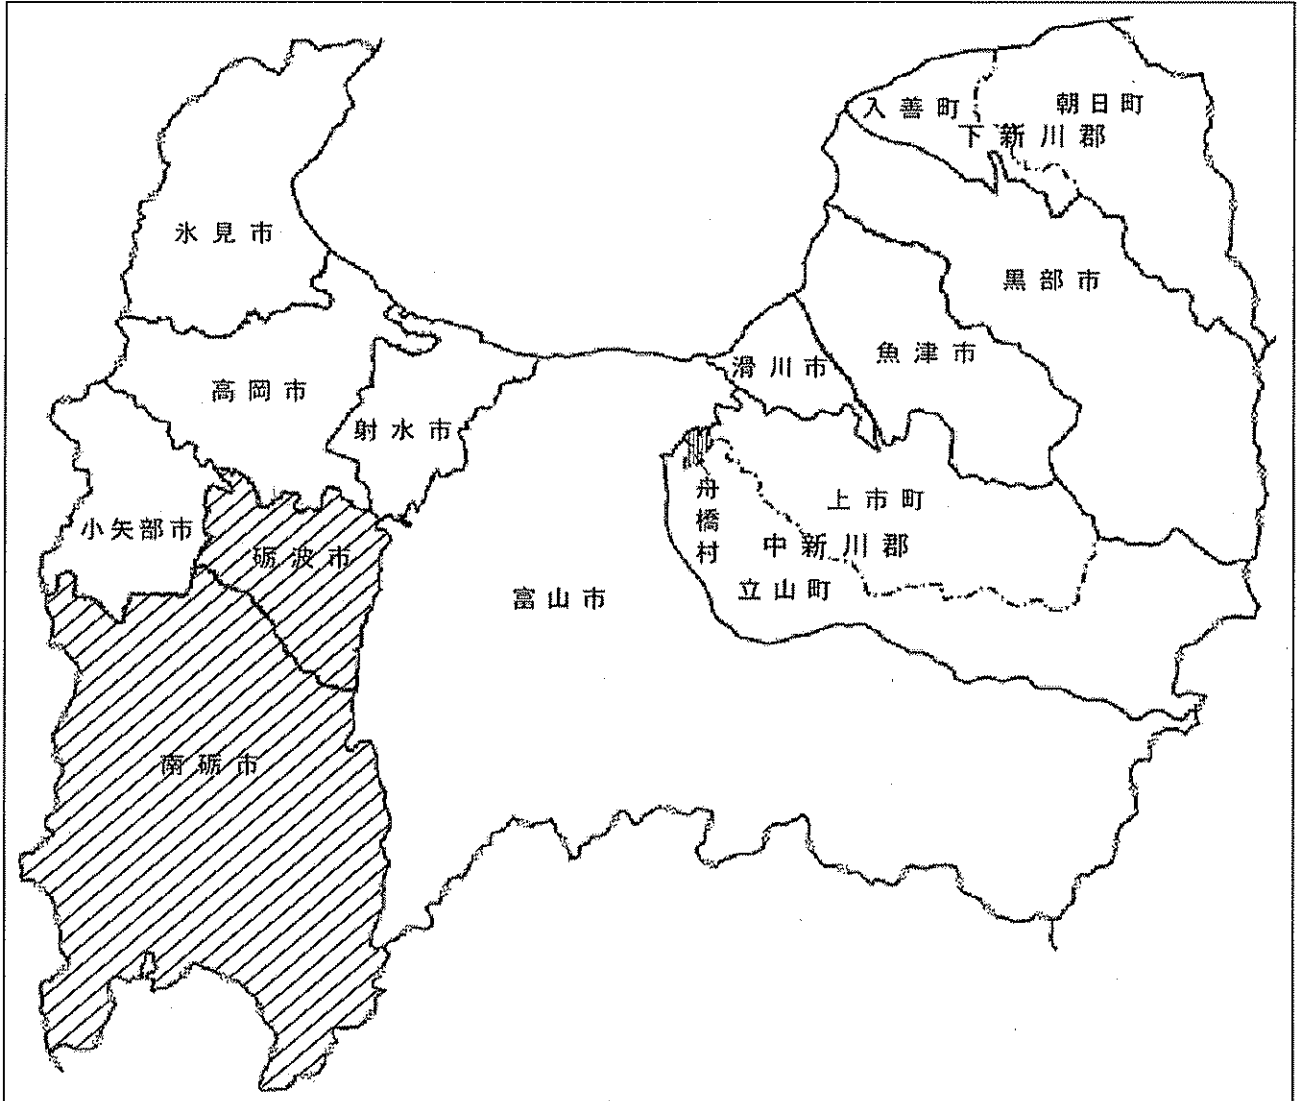 入善町
朝日町
下新川郡
氷見市
黒部市
魚津市
滑川市
高岡市
射水市
舟橋村
上市町
小矢部市
砺波市
中新川郡
立山町
富山市
南砺市